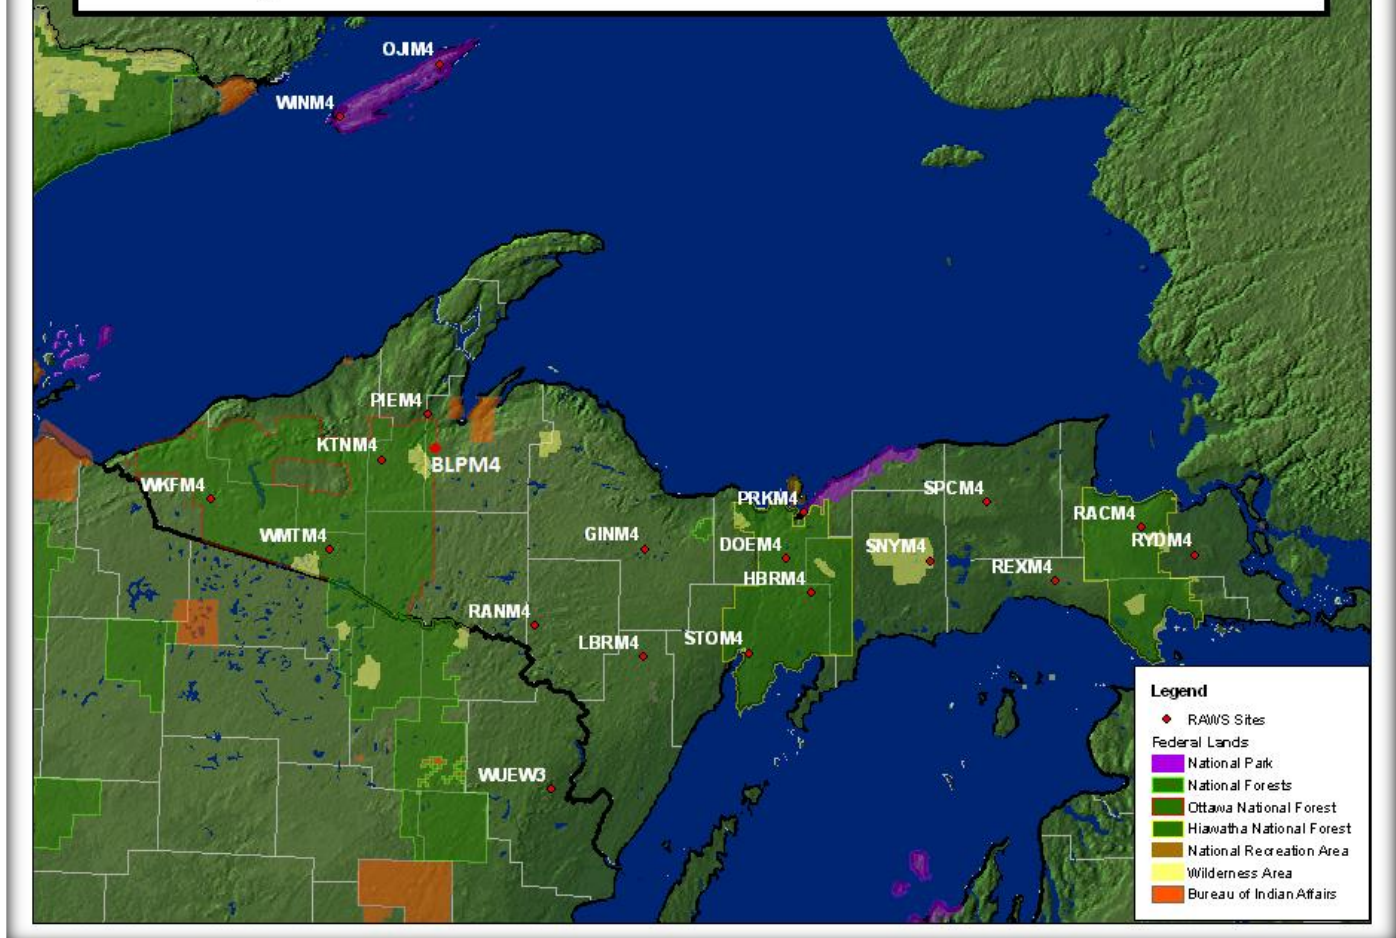 OJIM4
WINM4
PIEM4
KTNM4
BLPM4
WKFM4
WMTM4
PRKM4
SPCM4
RACM4
GINM4
DOEM4
SNYM4
RYDM4
REXM4
HBRM4
RANM4
LBRM4
STOM4
WUEW3
Legend
RAWS Sites
Federal Lands
National Park
National Forests
Ottawa National Forest
Hiawatha National Forest
National Recreation Area
Wilderness Area
Bureau of Indian Affairs